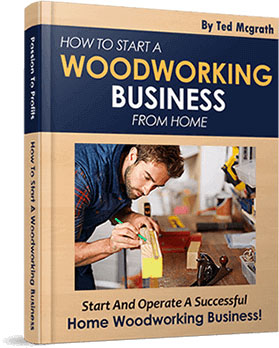 By Ted Mcgrath
HOW TO START A
WOODWORKING
BUSINESS
FROM HOME
Start And Operate A Successful
Home Woodworking Business!
Passion To Profits
How To Start A Woodworking Business